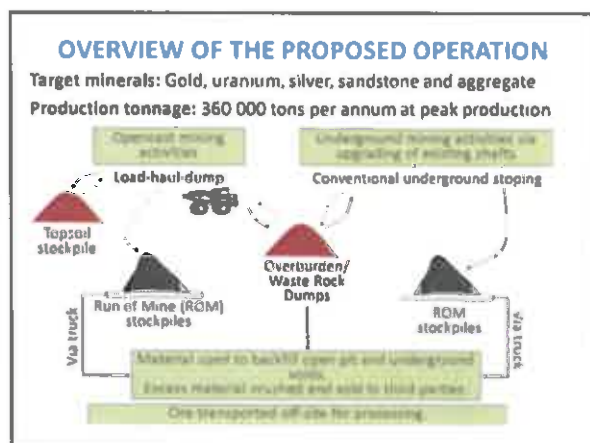 OVERVIEW OF THE PROPOSED OPERATION
Target minerals: Gold, uranium, silver, sandstone and aggregate
Production tonnage: 360 000 tons per annum at peak production
Opencast mining
activities
Underground mining activities via
upgrading of existing shafts
Load-haul-dump
Conventional underground stoping
Topsoil
stockpile
Overburden/
Waste Rock
Dumps
Run of Mine (ROM)
stockpiles
ROM
stockpiles
Via truck
Via truck
Material used to backfill open pit and underground
voids
Excess material crushed and sold to third parties
Ore transported off-site for processing